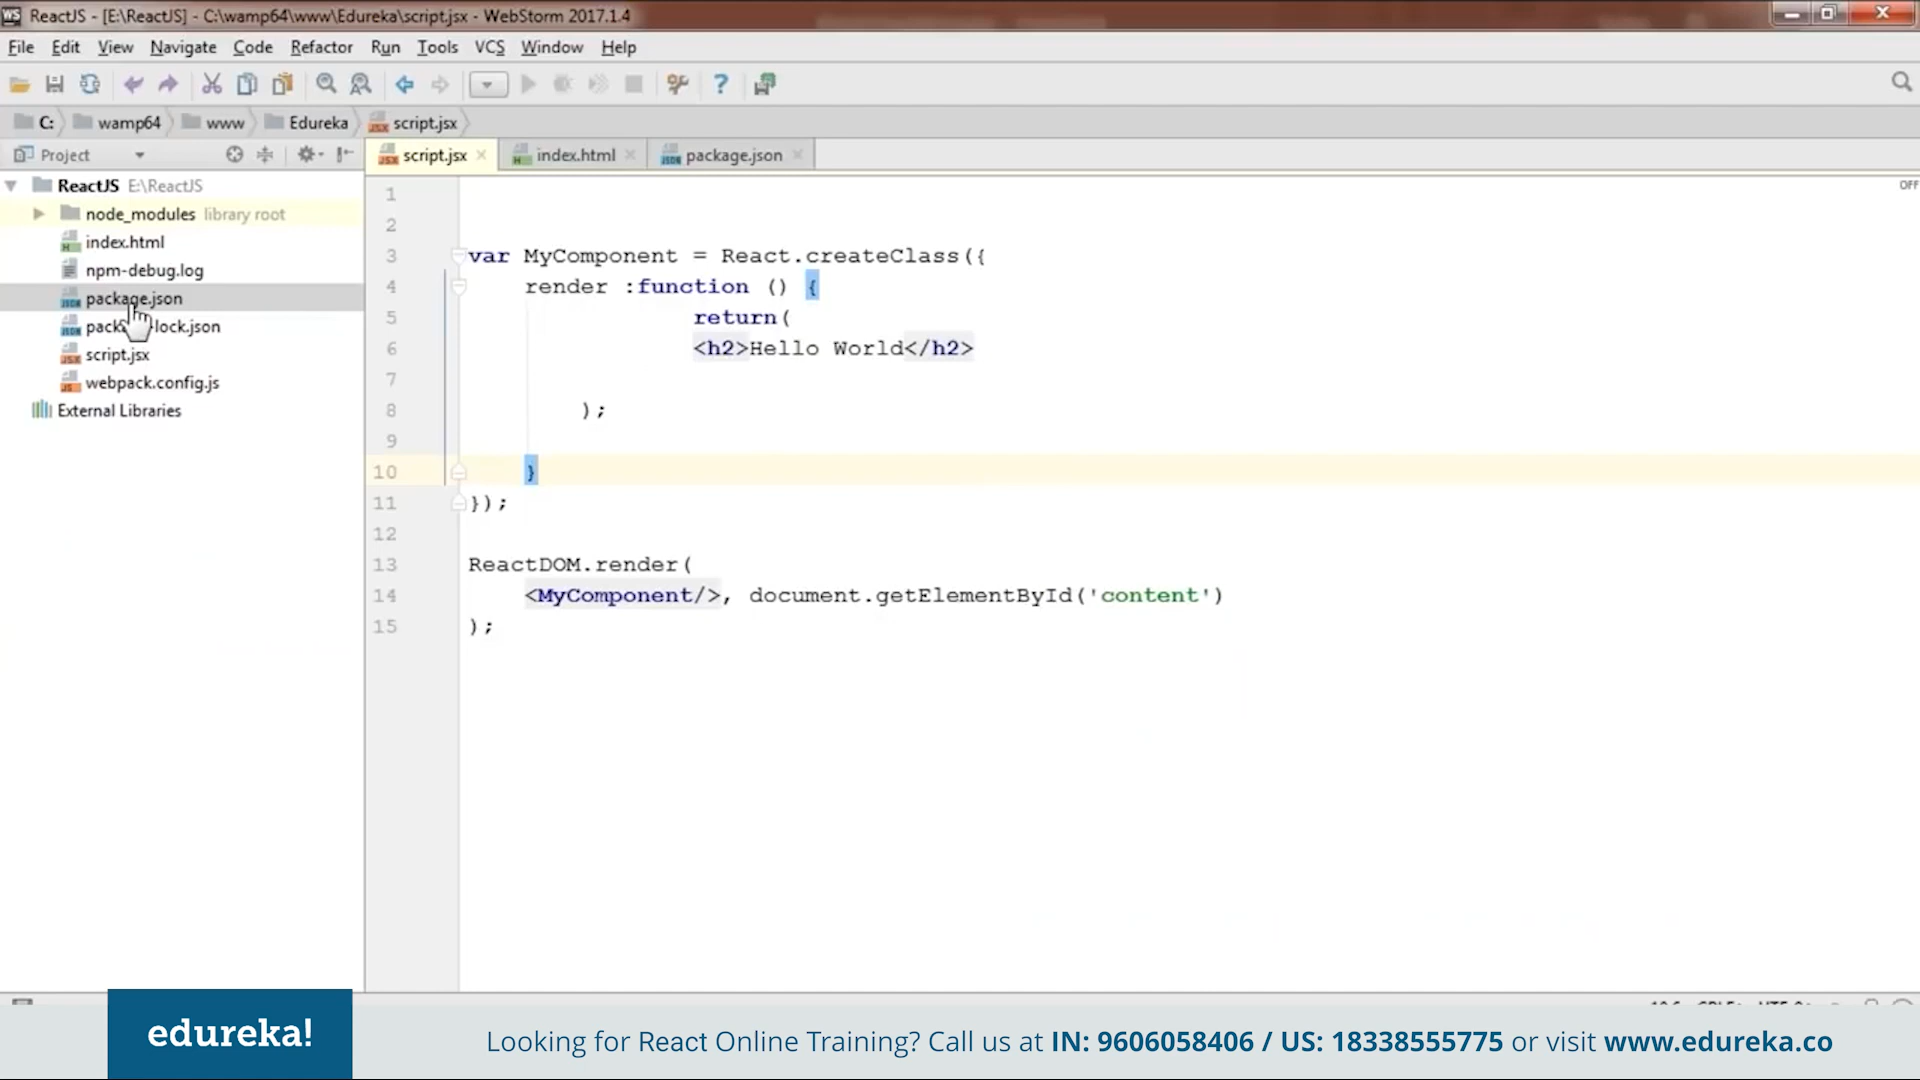 ReactJS - [E:\ReactJS] - C:\wamp64\www\Edureka\script.jsx - WebStorm 2017.1.4
File Edit View Navigate Code Refactor Run Tools VCS Window Help
C: wamp64 www Edureka script.jsx
Project
script.jsx index.html package.json
OFF
ReactJS E:\ReactJS
node_modules library root
index.html
npm-debug.log
package.json
lock.json
script.jsx
webpack.config.js
External Libraries
1
2
3 var MyComponent = React.createClass({
4 render :function () {
5 return(
6 <h2>Hello World</h2>
7
8 );
9
10 }
11 });
12
13 ReactDOM.render(
14 <MyComponent/>, document.getElementById('content')
15 );
edureka!
Looking for React Online Training? Call us at IN: 9606058406 / US: 18338555775 or visit www.edureka.co